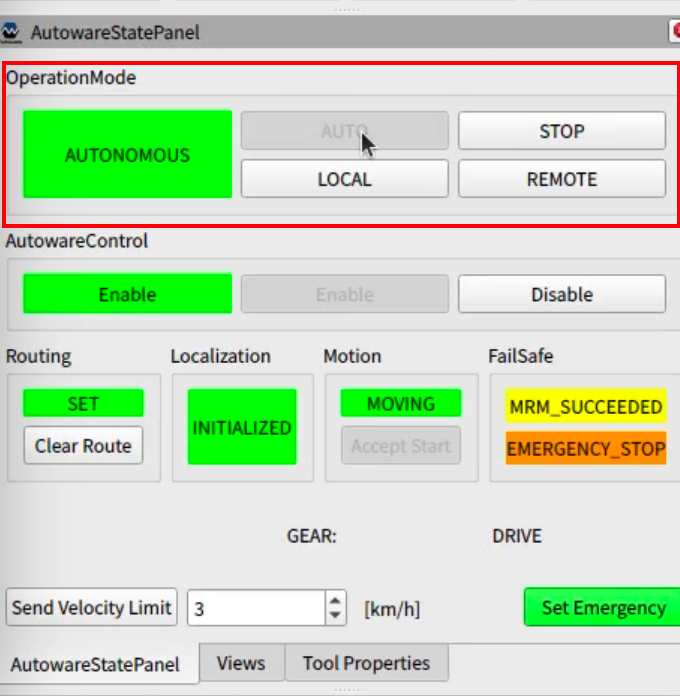 AutowareStatePanel
OperationMode
AUTONOMOUS
AUTO
STOP
LOCAL
REMOTE
AutowareControl
Enable
Enable
Disable
Routing
Localization
Motion
FailSafe
SET
INITIALIZED
MOVING
MRM_SUCCEEDED
Clear Route
Accept Start
EMERGENCY_STOP
GEAR:
DRIVE
Send Velocity Limit
3
[km/h]
Set Emergency
AutowareStatePanel
Views
Tool Properties